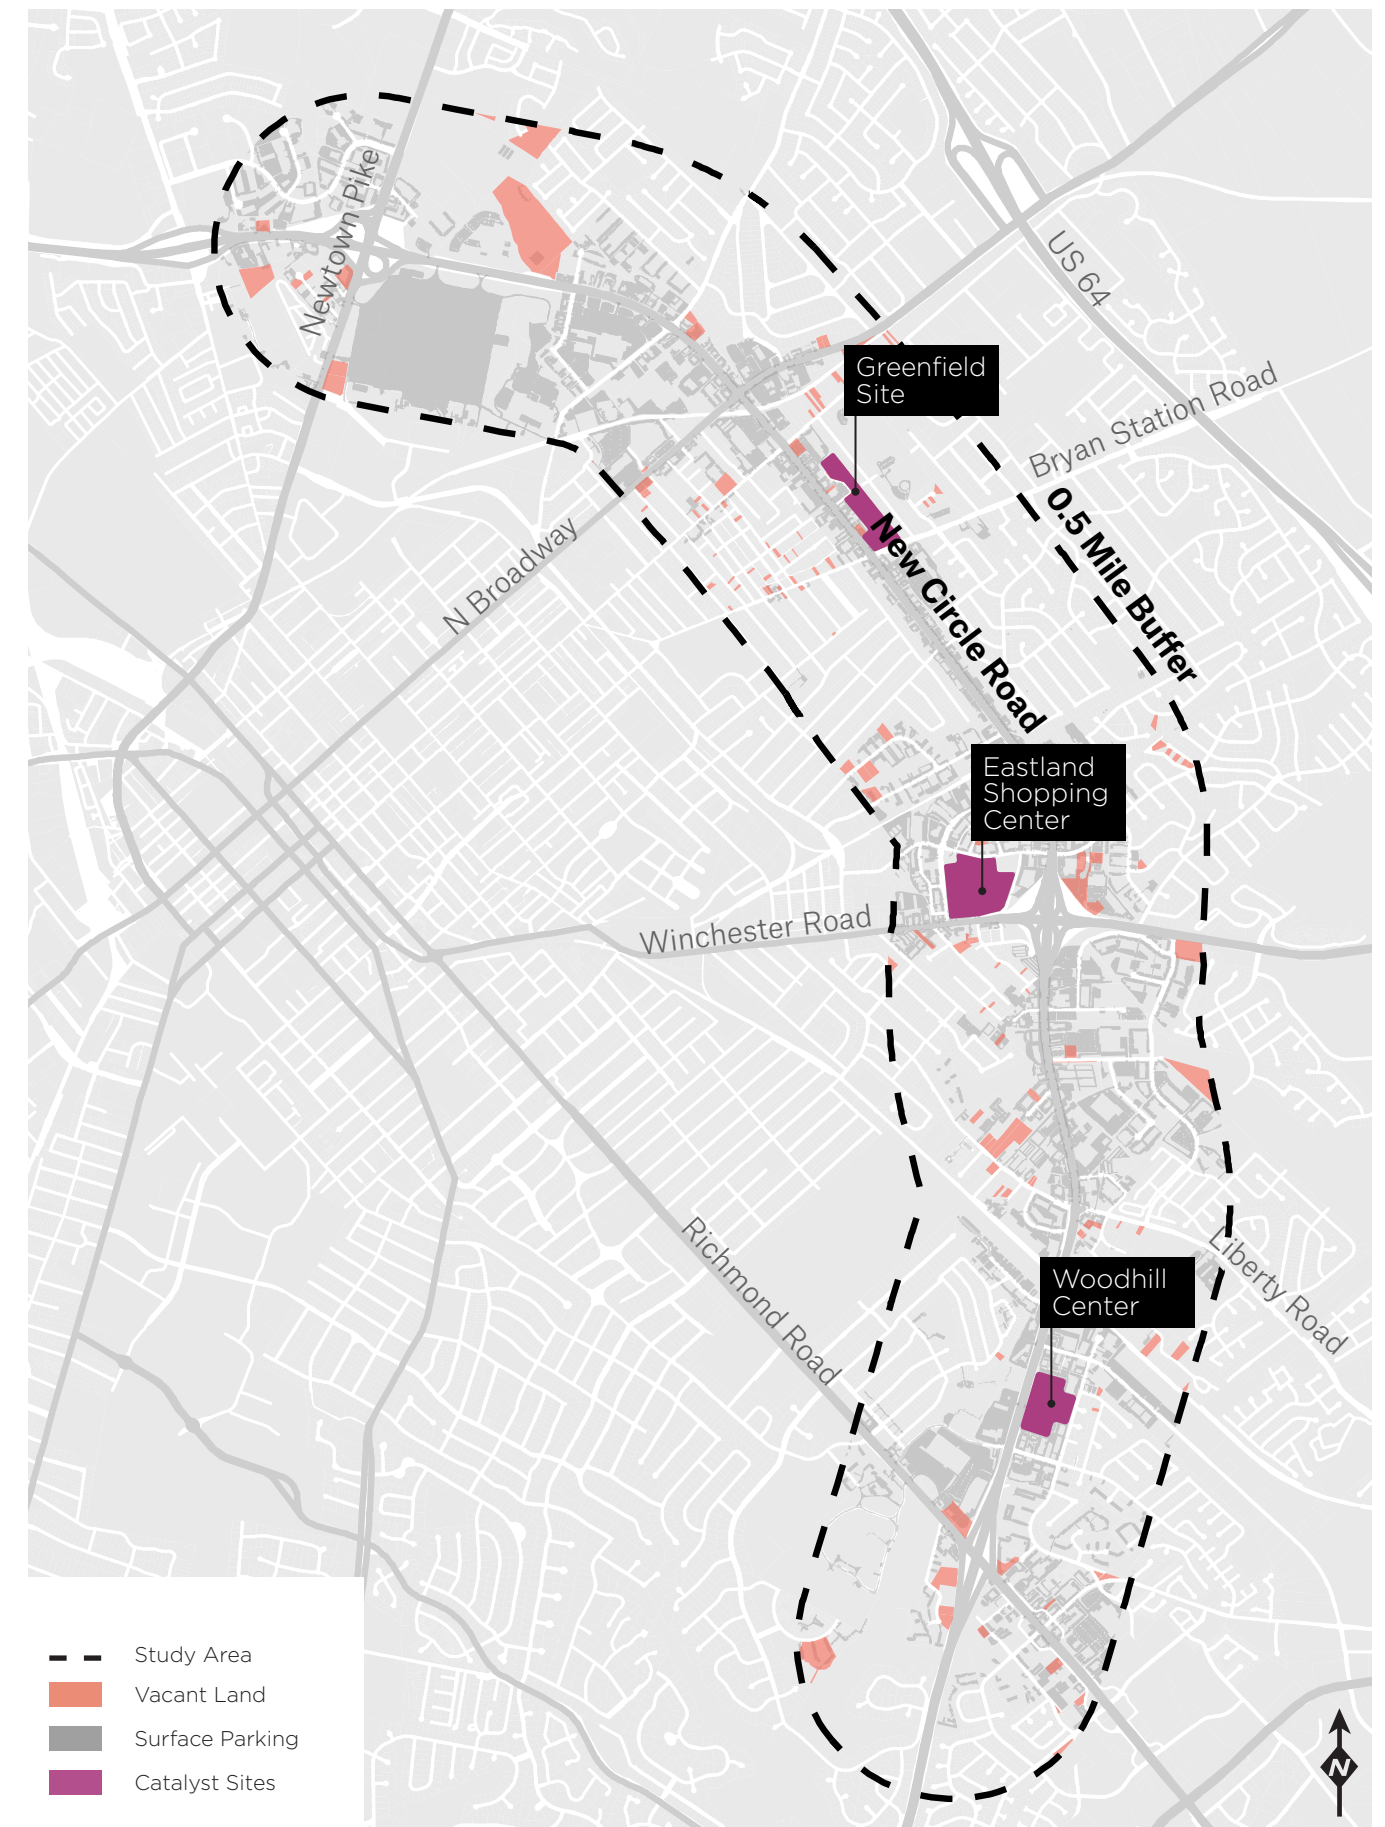 Newtown Pike
US 64
Greenfield
Site
Bryan Station Road
0.5 Mile Buffer
N Broadway
New Circle Road
Eastland
Shopping
Center
Winchester Road
Richmond Road
Liberty Road
Woodhill
Center
Study Area
Vacant Land
Surface Parking
Catalyst Sites
N